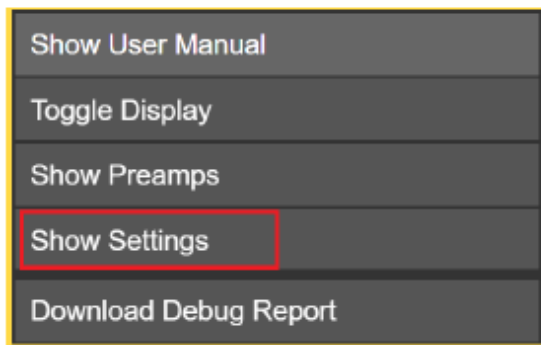 Show User Manual
Toggle Display
Show Preamps
Show Settings
Download Debug Report